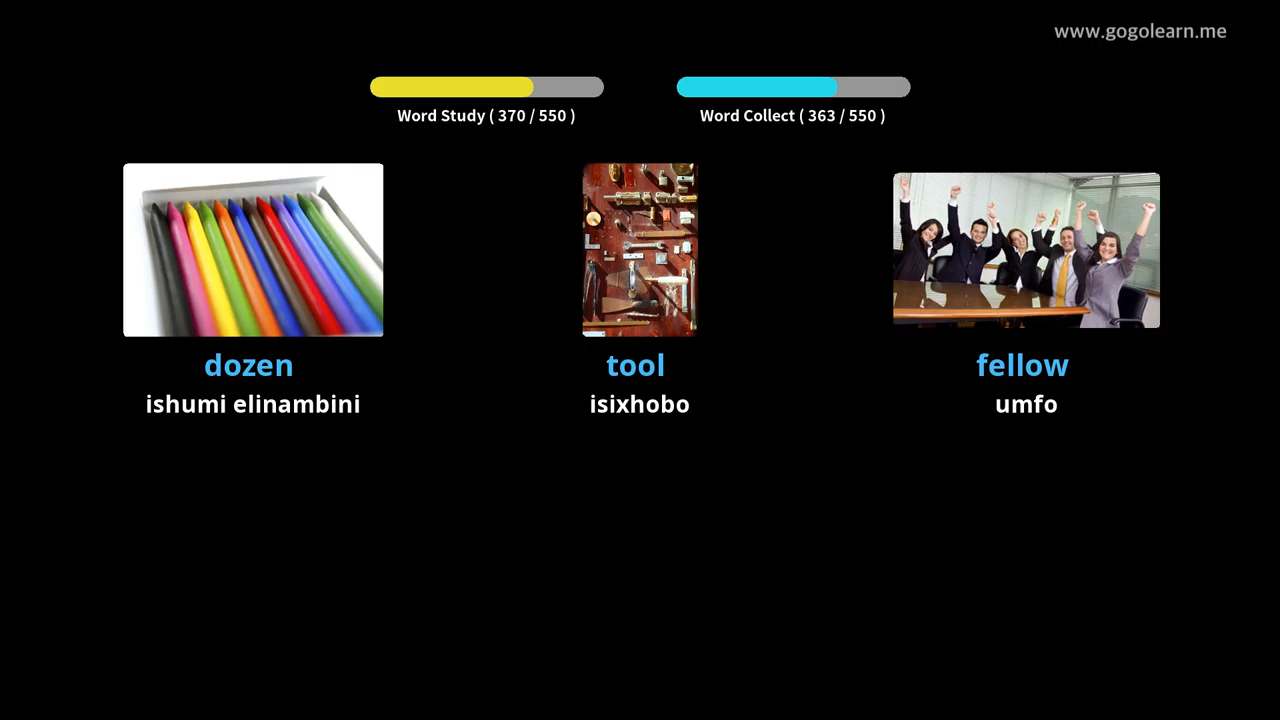 www.gogolearn.me
Word Study ( 370 / 550 )
Word Collect ( 363 / 550 )
dozen
ishumi elinambini
tool
isixhobo
fellow
umfo